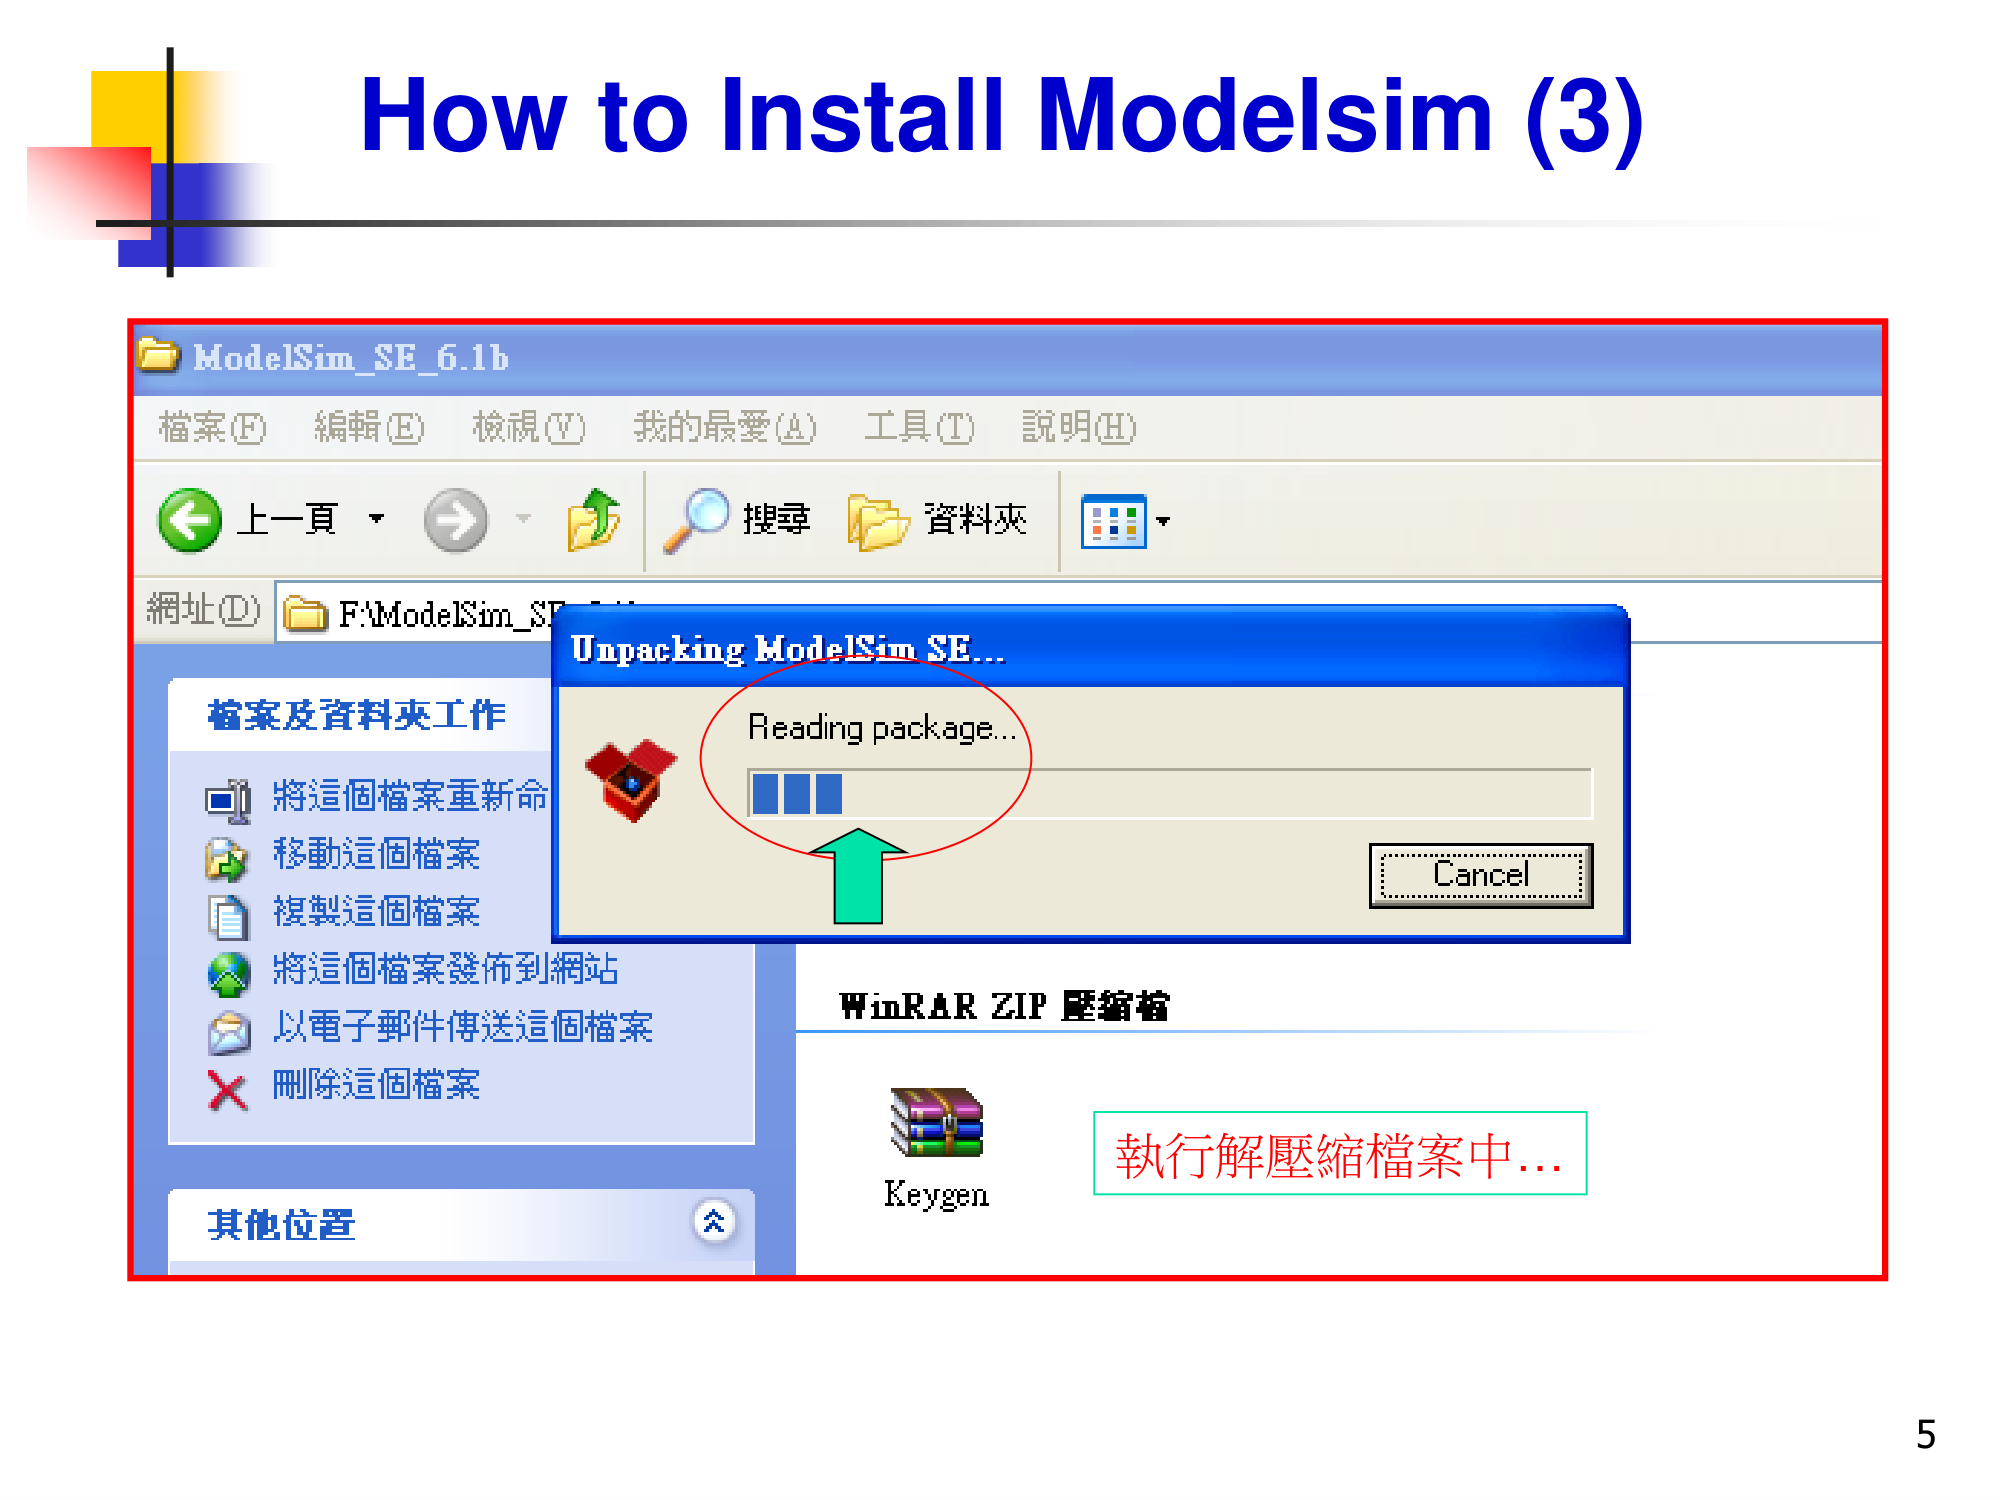 How to Install Modelsim (3)
ModelSim_SE_6.1b
檔案(F) 編輯(E) 檢視(V) 我的最愛(A) 工具(T) 說明(H)
上一頁 搜尋 資料夾
網址(D) F:\ModelSim_SE
Unpacking ModelSim SE...
Reading package...
Cancel
檔案及資料夾工作
將這個檔案重新命
移動這個檔案
複製這個檔案
將這個檔案發佈到網站
以電子郵件傳送這個檔案
刪除這個檔案
其他位置
WinRAR ZIP 壓縮檔
Keygen
執行解壓縮檔案中...
5